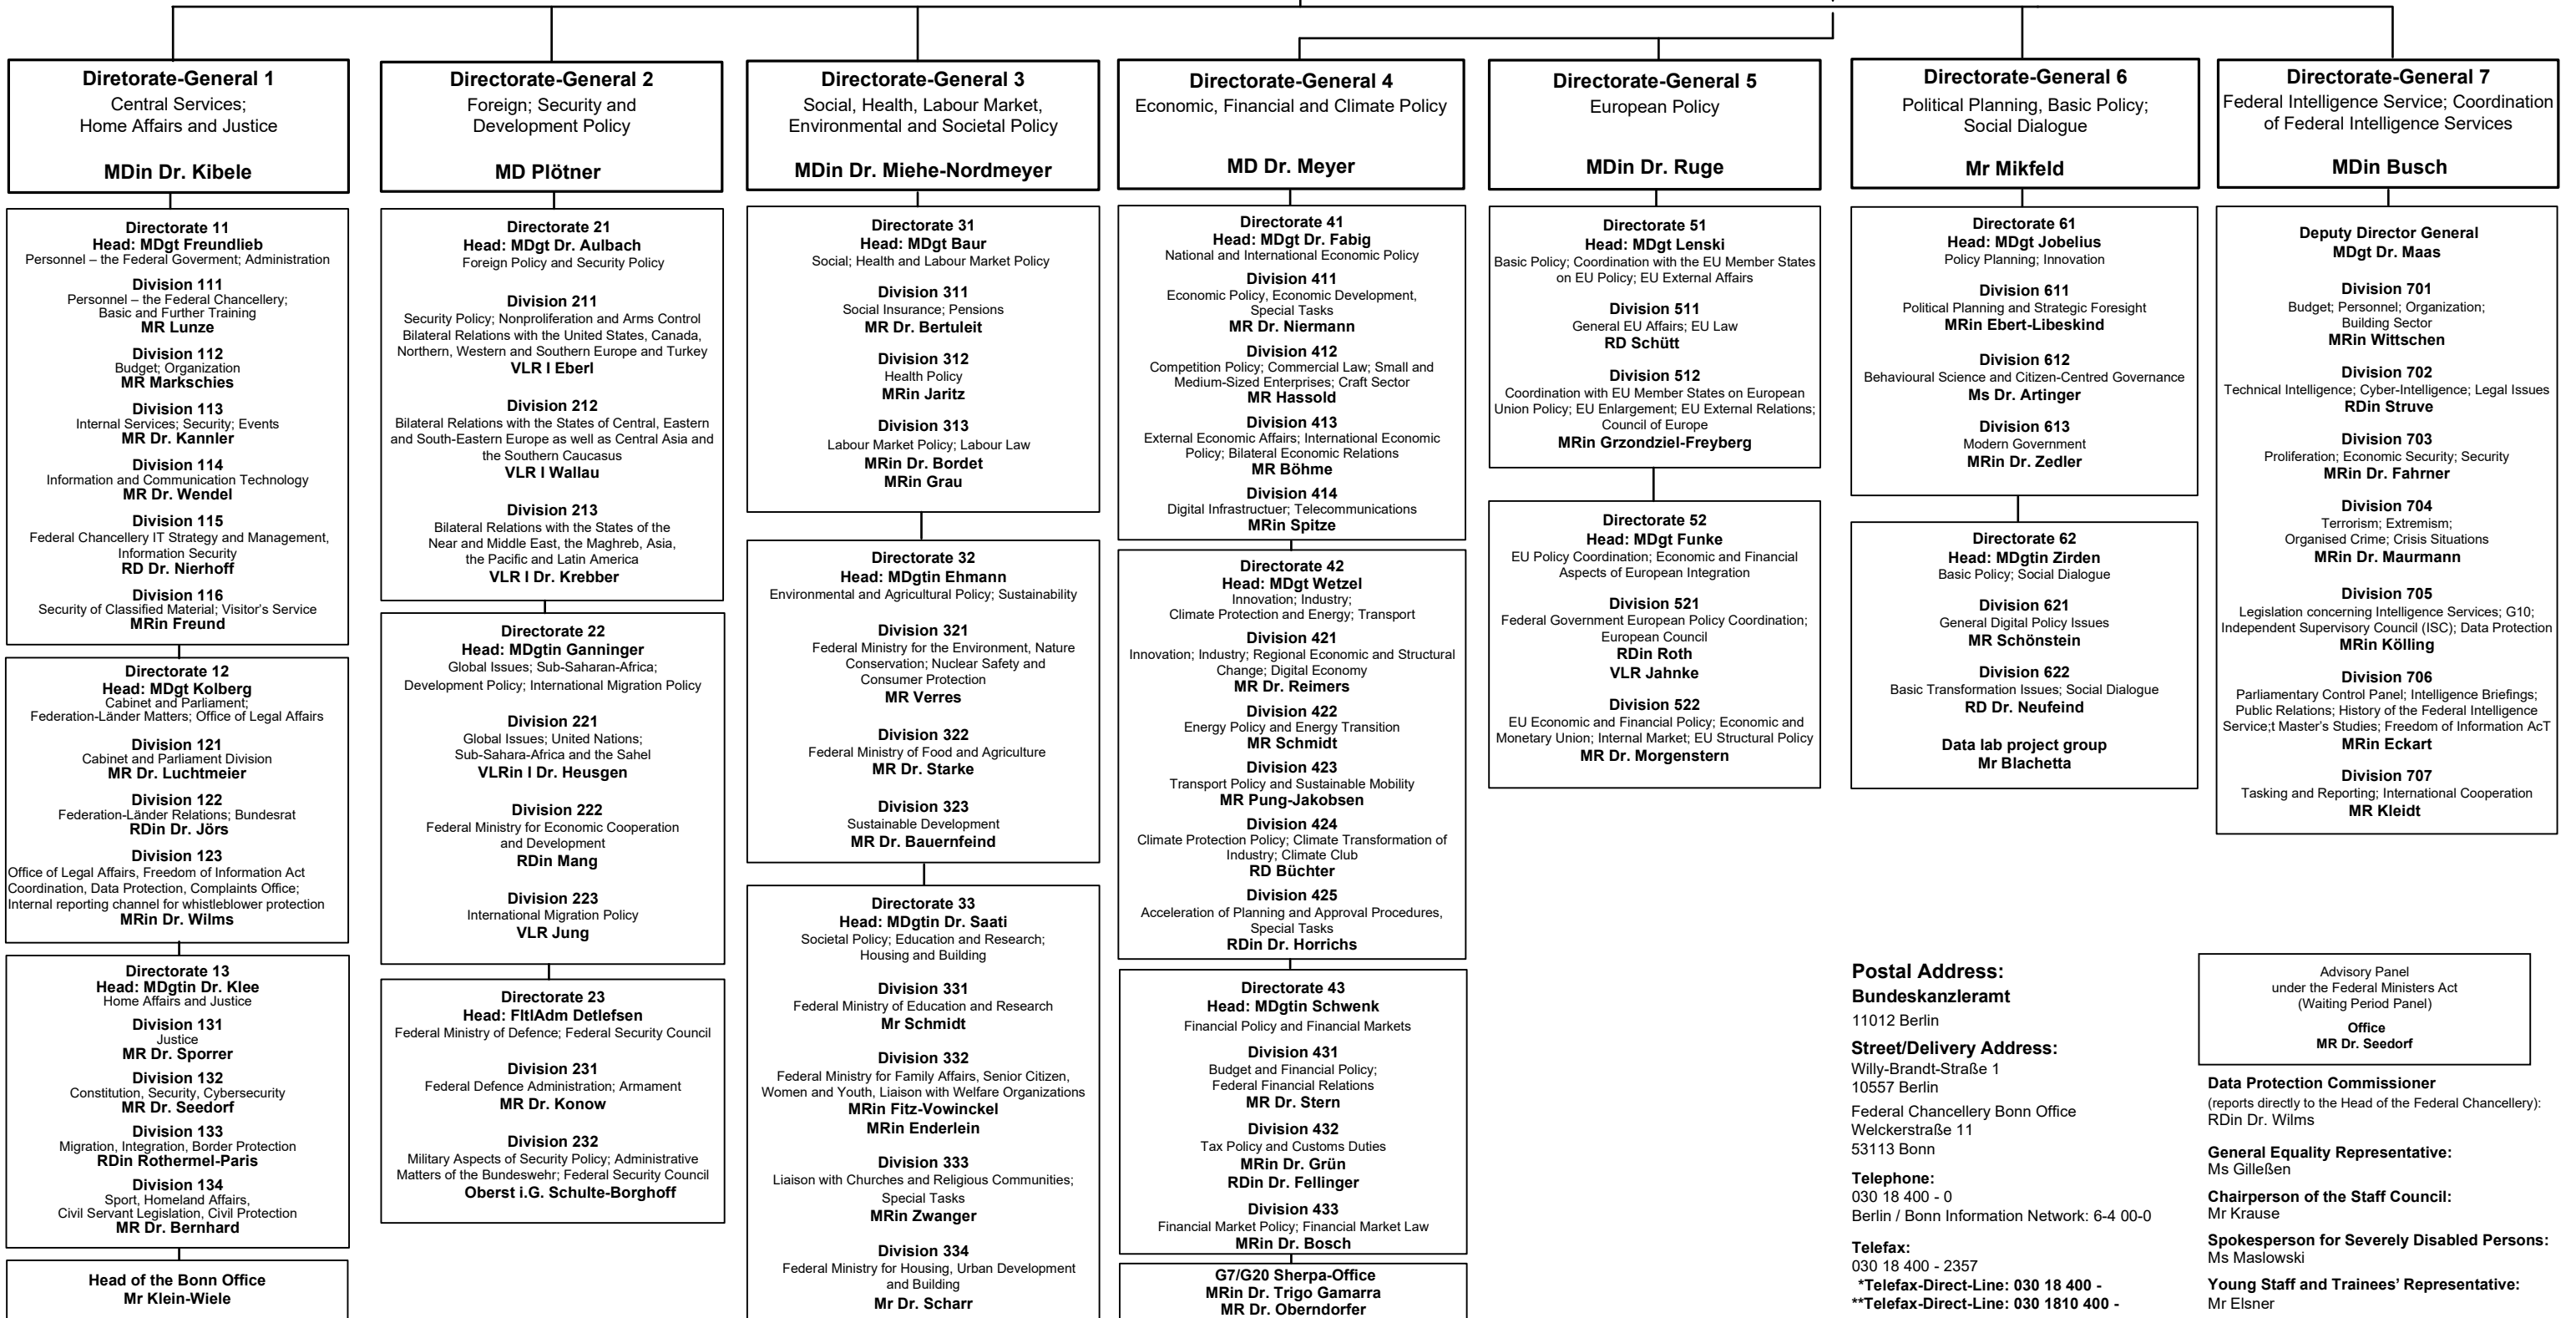 Diretorate-General 1
Central Services;
Home Affairs and Justice
MDin Dr. Kibele
Directorate 11
Head: MDgt Freundlieb
Personnel – the Federal Goverment; Administration
Division 111
Personnel – the Federal Chancellery;
Basic and Further Training
MR Lunze
Division 112
Budget; Organization
MR Markschies
Division 113
Internal Services; Security; Events
MR Dr. Kannler
Division 114
Information and Communication Technology
MR Dr. Wendel
Division 115
Federal Chancellery IT Strategy and Management,
Information Security
RD Dr. Nierhoff
Division 116
Security of Classified Material; Visitor's Service
MRin Freund
Directorate 12
Head: MDgt Kolberg
Cabinet and Parliament;
Federation-Länder Matters; Office of Legal Affairs
Division 121
Cabinet and Parliament Division
MR Dr. Luchtmeier
Division 122
Federation-Länder Relations; Bundesrat
RDin Dr. Jörs
Division 123
Office of Legal Affairs, Freedom of Information Act
Coordination, Data Protection, Complaints Office;
Internal reporting channel for whistleblower protection
MRin Dr. Wilms
Directorate 13
Head: MDgtin Dr. Klee
Home Affairs and Justice
Division 131
Justice
MR Dr. Sporrer
Division 132
Constitution, Security, Cybersecurity
MR Dr. Seedorf
Division 133
Migration, Integration, Border Protection
RDin Rothermel-Paris
Division 134
Sport, Homeland Affairs,
Civil Servant Legislation, Civil Protection
MR Dr. Bernhard
Head of the Bonn Office
Mr Klein-Wiele
Directorate-General 2
Foreign; Security and
Development Policy
MD Plötner
Directorate 21
Head: MDgt Dr. Aulbach
Foreign Policy and Security Policy
Division 211
Security Policy; Nonproliferation and Arms Control
Bilateral Relations with the United States, Canada,
Northern, Western and Southern Europe and Turkey
VLR I Eberl
Division 212
Bilateral Relations with the States of Central, Eastern
and South-Eastern Europe as well as Central Asia and
the Southern Caucasus
VLR I Wallau
Division 213
Bilateral Relations with the States of the
Near and Middle East, the Maghreb, Asia,
the Pacific and Latin America
VLR I Dr. Krebber
Directorate 22
Head: MDgtin Ganninger
Global Issues; Sub-Saharan-Africa;
Development Policy; International Migration Policy
Division 221
Global Issues; United Nations;
Sub-Sahara-Africa and the Sahel
VLRin I Dr. Heusgen
Division 222
Federal Ministry for Economic Cooperation
and Development
RDin Mang
Division 223
International Migration Policy
VLR Jung
Directorate 23
Head: FltlAdm Detlefsen
Federal Ministry of Defence; Federal Security Council
Division 231
Federal Defence Administration; Armament
MR Dr. Konow
Division 232
Military Aspects of Security Policy; Administrative
Matters of the Bundeswehr; Federal Security Council
Oberst i.G. Schulte-Borghoff
Directorate-General 3
Social, Health, Labour Market,
Environmental and Societal Policy
MDin Dr. Miehe-Nordmeyer
Directorate 31
Head: MDgt Baur
Social; Health and Labour Market Policy
Division 311
Social Insurance; Pensions
MR Dr. Bertuleit
Division 312
Health Policy
MRin Jaritz
Division 313
Labour Market Policy; Labour Law
MRin Dr. Bordet
MRin Grau
Directorate 32
Head: MDgtin Ehmann
Environmental and Agricultural Policy; Sustainability
Division 321
Federal Ministry for the Environment, Nature
Conservation; Nuclear Safety and
Consumer Protection
MR Verres
Division 322
Federal Ministry of Food and Agriculture
MR Dr. Starke
Division 323
Sustainable Development
MR Dr. Bauernfeind
Directorate 33
Head: MDgtin Dr. Saati
Societal Policy; Education and Research;
Housing and Building
Division 331
Federal Ministry of Education and Research
Mr Schmidt
Division 332
Federal Ministry for Family Affairs, Senior Citizen,
Women and Youth, Liaison with Welfare Organizations
MRin Fitz-Vowinckel
MRin Enderlein
Division 333
Liaison with Churches and Religious Communities;
Special Tasks
MRin Zwanger
Division 334
Federal Ministry for Housing, Urban Development
and Building
Mr Dr. Scharr
Directorate-General 4
Economic, Financial and Climate Policy
MD Dr. Meyer
Directorate 41
Head: MDgt Dr. Fabig
National and International Economic Policy
Division 411
Economic Policy, Economic Development,
Special Tasks
MR Dr. Niermann
Division 412
Competition Policy; Commercial Law; Small and
Medium-Sized Enterprises; Craft Sector
MR Hassold
Division 413
External Economic Affairs; International Economic
Policy; Bilateral Economic Relations
MR Böhme
Division 414
Digital Infrastructuer; Telecommunications
MRin Spitze
Directorate 42
Head: MDgt Wetzel
Innovation; Industry;
Climate Protection and Energy; Transport
Division 421
Innovation; Industry; Regional Economic and Structural
Change; Digital Economy
MR Dr. Reimers
Division 422
Energy Policy and Energy Transition
MR Schmidt
Division 423
Transport Policy and Sustainable Mobility
MR Pung-Jakobsen
Division 424
Climate Protection Policy; Climate Transformation of
Industry; Climate Club
RD Büchter
Division 425
Acceleration of Planning and Approval Procedures,
Special Tasks
RDin Dr. Horrichs
Directorate 43
Head: MDgtin Schwenk
Financial Policy and Financial Markets
Division 431
Budget and Financial Policy;
Federal Financial Relations
MR Dr. Stern
Division 432
Tax Policy and Customs Duties
MRin Dr. Grün
RDin Dr. Fellinger
Division 433
Financial Market Policy; Financial Market Law
MRin Dr. Bosch
G7/G20 Sherpa-Office
MRin Dr. Trigo Gamarra
MR Dr. Oberndorfer
Directorate-General 5
European Policy
MDin Dr. Ruge
Directorate 51
Head: MDgt Lenski
Basic Policy; Coordination with the EU Member States
on EU Policy; EU External Affairs
Division 511
General EU Affairs; EU Law
RD Schütt
Division 512
Coordination with EU Member States on European
Union Policy; EU Enlargement; EU External Relations;
Council of Europe
MRin Grzondziel-Freyberg
Directorate 52
Head: MDgt Funke
EU Policy Coordination; Economic and Financial
Aspects of European Integration
Division 521
Federal Government European Policy Coordination;
European Council
RDin Roth
VLR Jahnke
Division 522
EU Economic and Financial Policy; Economic and
Monetary Union; Internal Market; EU Structural Policy
MR Dr. Morgenstern
Directorate-General 6
Political Planning, Basic Policy;
Social Dialogue
Mr Mikfeld
Directorate 61
Head: MDgt Jobelius
Policy Planning; Innovation
Division 611
Political Planning and Strategic Foresight
MRin Ebert-Libeskind
Division 612
Behavioural Science and Citizen-Centred Governance
Ms Dr. Artinger
Division 613
Modern Government
MRin Dr. Zedler
Directorate 62
Head: MDgtin Zirden
Basic Policy; Social Dialogue
Division 621
General Digital Policy Issues
MR Schönstein
Division 622
Basic Transformation Issues; Social Dialogue
RD Dr. Neufeind
Data lab project group
Mr Blachetta
Directorate-General 7
Federal Intelligence Service; Coordination
of Federal Intelligence Services
MDin Busch
Deputy Director General
MDgt Dr. Maas
Division 701
Budget; Personnel; Organization;
Building Sector
MRin Wittschen
Division 702
Technical Intelligence; Cyber-Intelligence; Legal Issues
RDin Struve
Division 703
Proliferation; Economic Security; Security
MRin Dr. Fahrner
Division 704
Terrorism; Extremism;
Organised Crime; Crisis Situations
MRin Dr. Maurmann
Division 705
Legislation concerning Intelligence Services; G10;
Independent Supervisory Council (ISC); Data Protection
MRin Kölling
Division 706
Parliamentary Control Panel; Intelligence Briefings;
Public Relations; History of the Federal Intelligence
Service;t Master's Studies; Freedom of Information AcT
MRin Eckart
Division 707
Tasking and Reporting; International Cooperation
MR Kleidt
Postal Address:
Bundeskanzleramt
11012 Berlin
Street/Delivery Address:
Willy-Brandt-Straße 1
10557 Berlin
Federal Chancellery Bonn Office
Welckerstraße 11
53113 Bonn
Telephone:
030 18 400 - 0
Berlin / Bonn Information Network: 6-4 00-0
Telefax:
030 18 400 - 2357
*Telefax-Direct-Line: 030 18 400 -
**Telefax-Direct-Line: 030 1810 400 -
Advisory Panel
under the Federal Ministers Act
(Waiting Period Panel)
Office
MR Dr. Seedorf
Data Protection Commissioner
(reports directly to the Head of the Federal Chancellery):
RDin Dr. Wilms
General Equality Representative:
Ms Gilleßen
Chairperson of the Staff Council:
Mr Krause
Spokesperson for Severely Disabled Persons:
Ms Maslowski
Young Staff and Trainees' Representative:
Mr Elsner